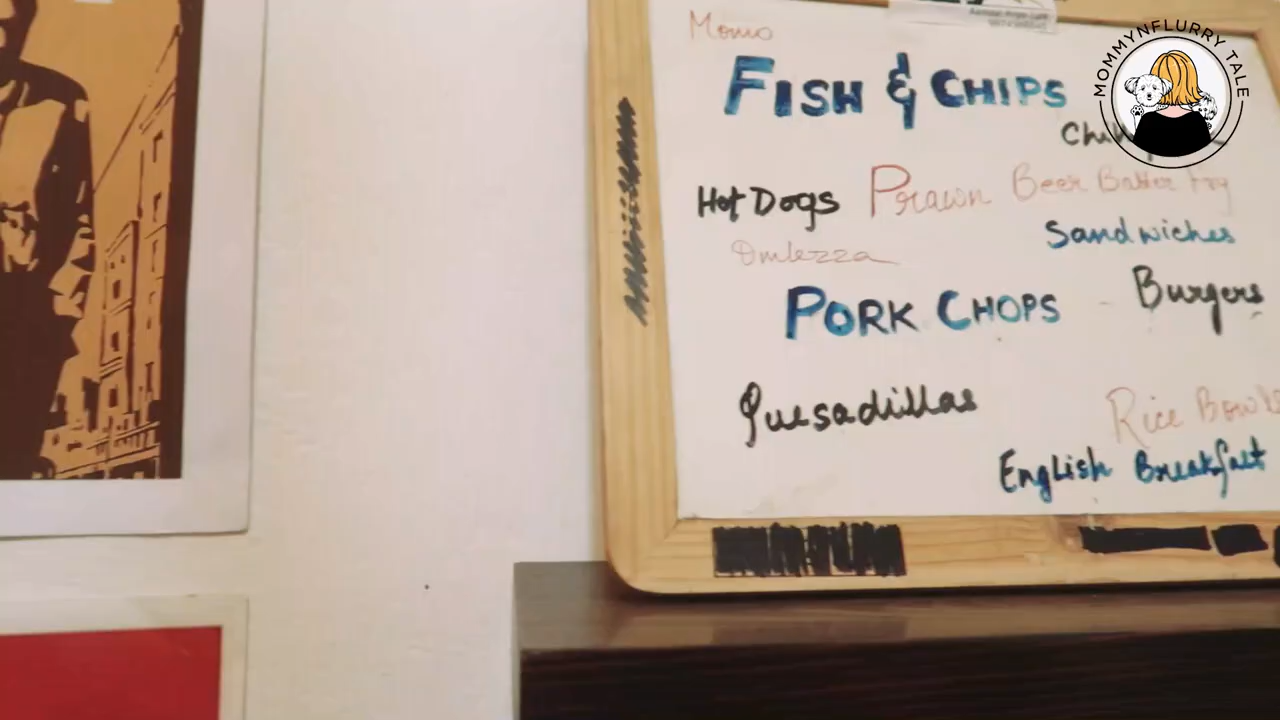 Momo
FISH & CHIPS
Hot Dogs
Prawn Beer Batter Fry
Omlezza
Sandwiches
PORK CHOPS
Burgers
Quesadillas
Rice Bowls
English Breakfast
MOMMYNFLURRY TALE